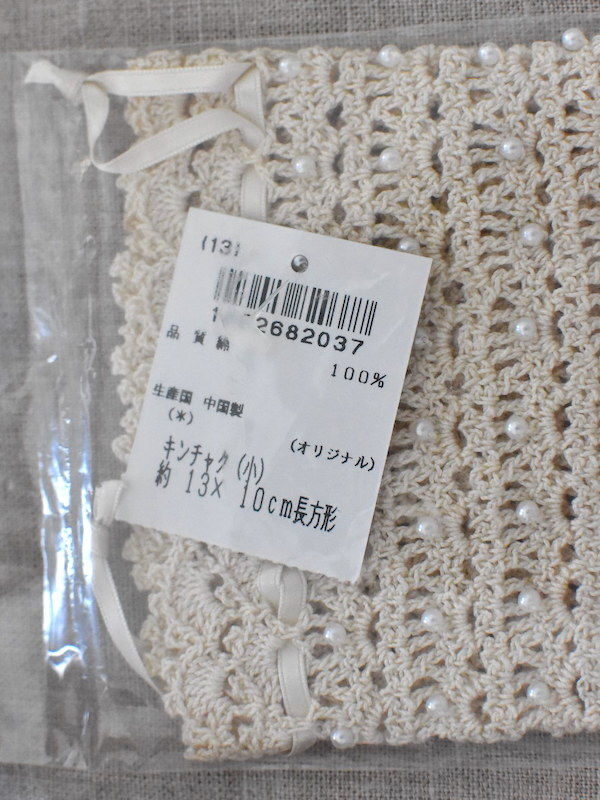 (13)
2682037
品 質 綿
100%
生産国 中国製
(*)
(オリジナル)
キンチャク(小)
約 13× 10cm長方形